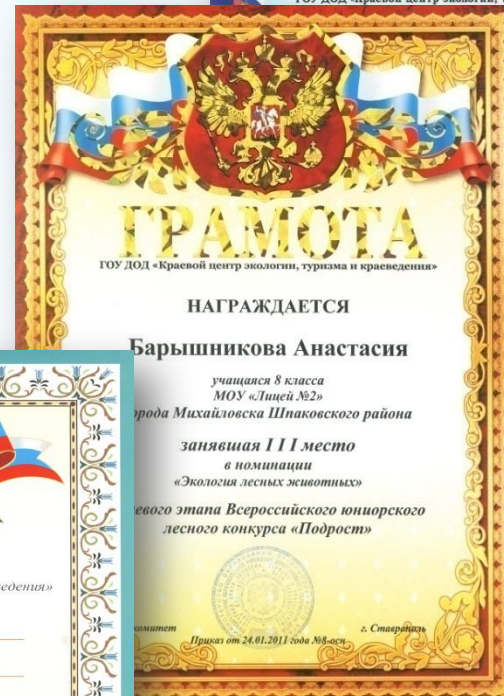 ГОУ ДОД «Краевой центр экологии,
ГРАМОТА
ГОУ ДОД «Краевой центр экологии, туризма и краеведения»
НАГРАЖДАЕТСЯ
Барышникова Анастасия
учащаяся 8 класса
МОУ «Лицей №2»
орода Михайловска Шпаковского района
занявшая III место
в номинации
«Экология лесных животных»
евого этапа Всероссийского юниорского
лесного конкурса «Подрост»
комитет г. Ставрополь
Приказ от 24.01.2011 года №8-осн
едения»